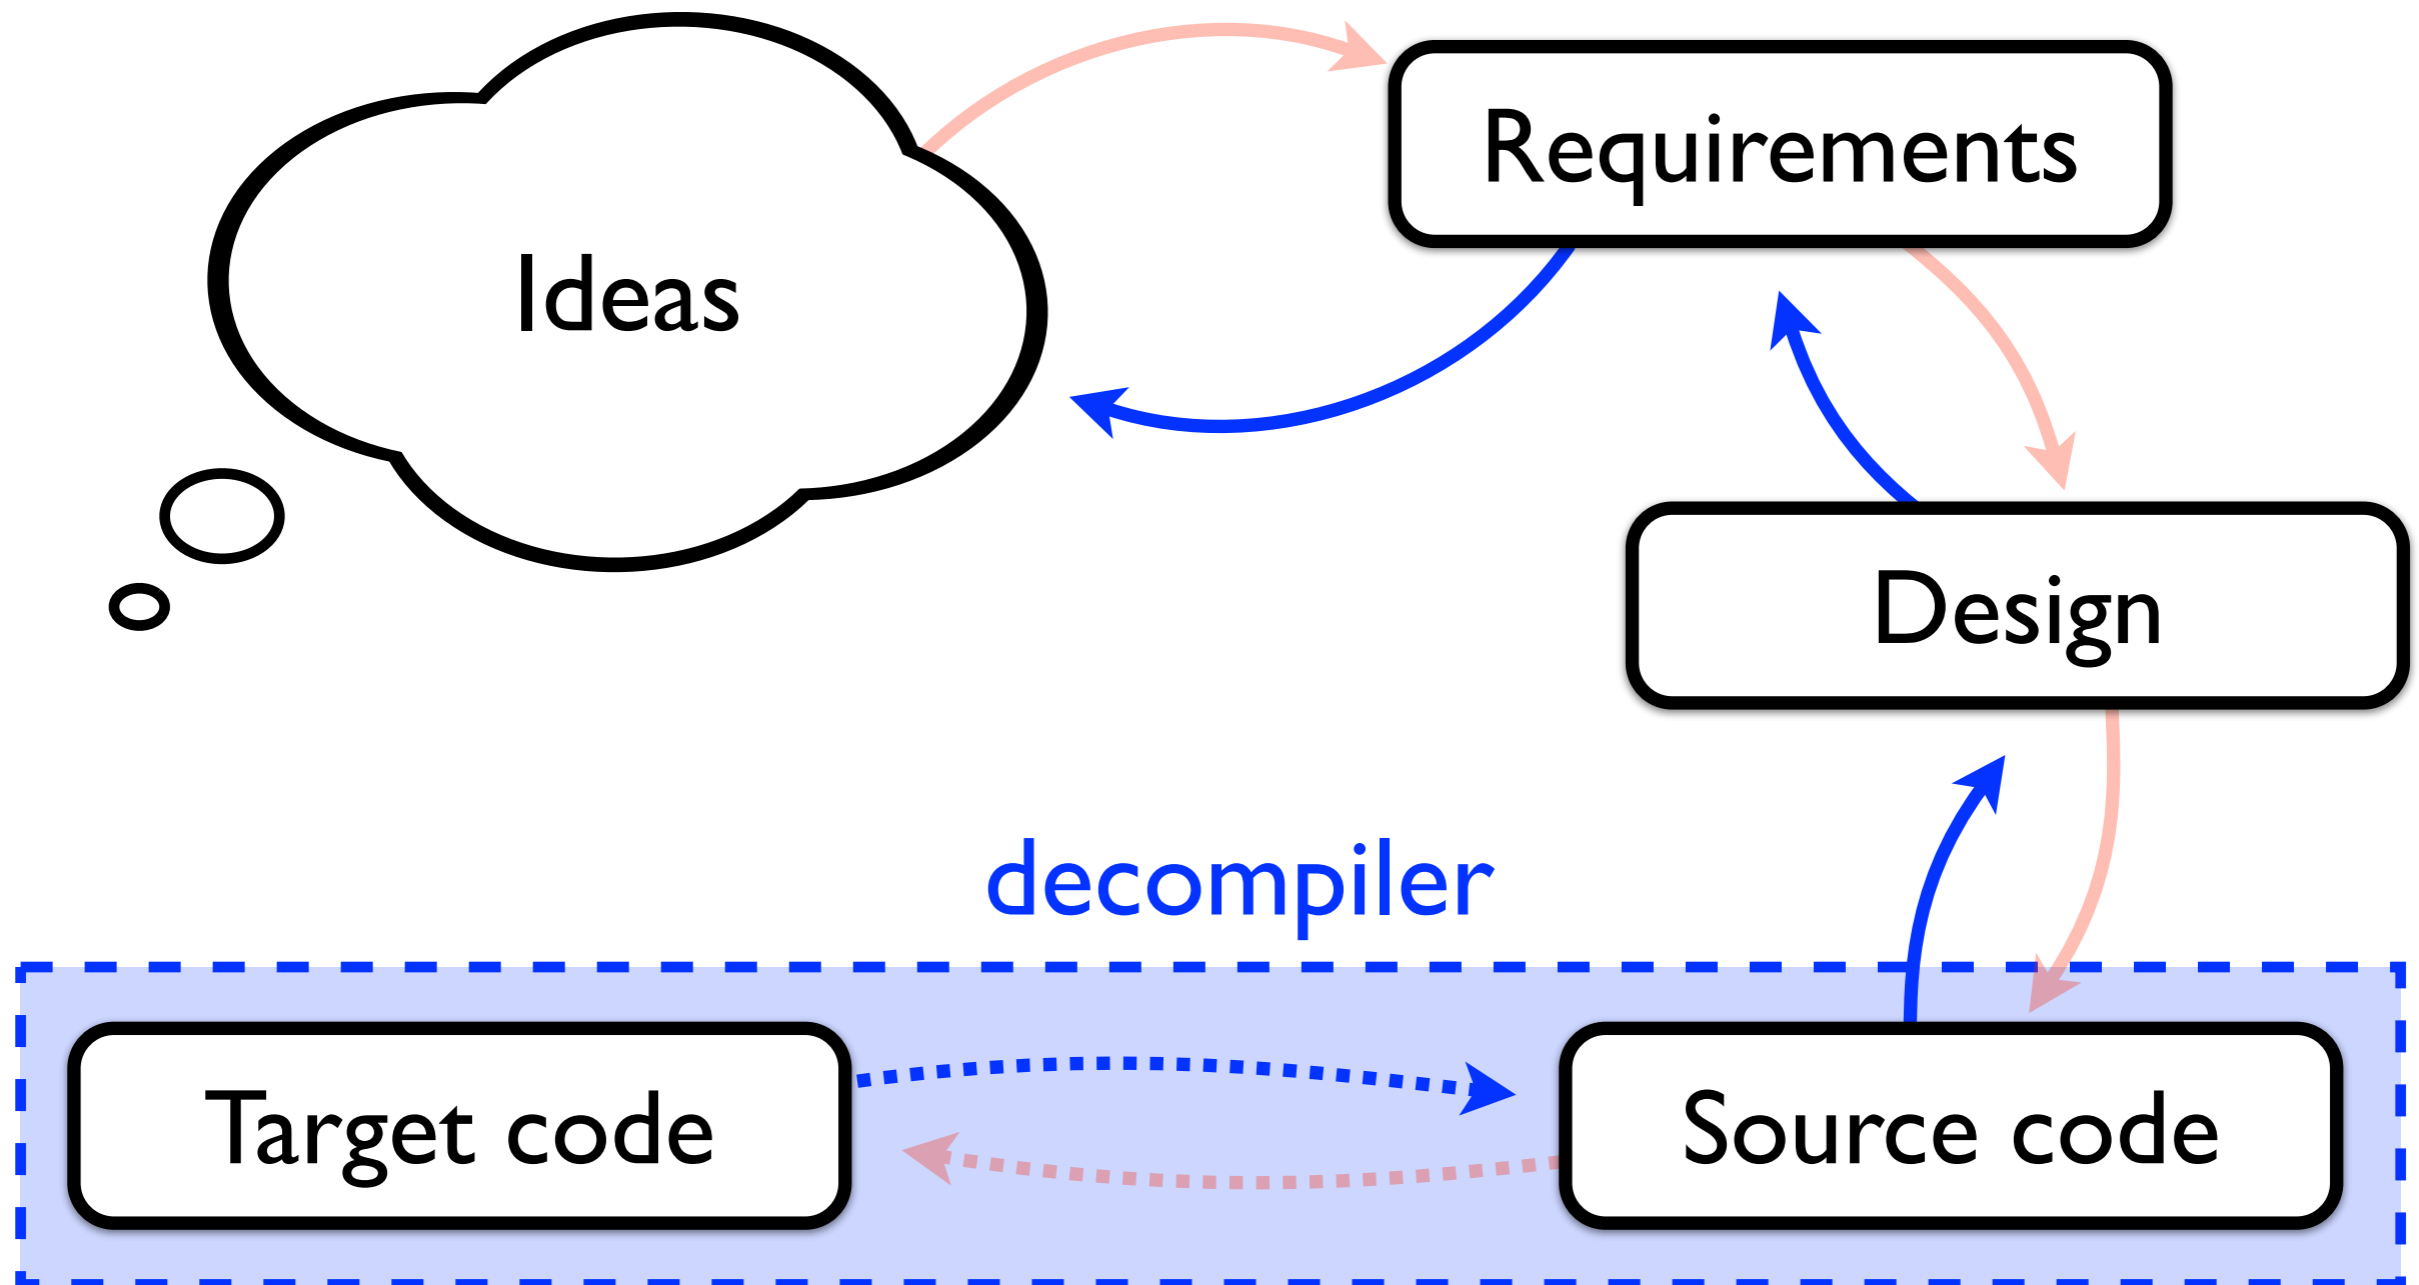 Ideas
Requirements
Design
decompiler
Target code
Source code